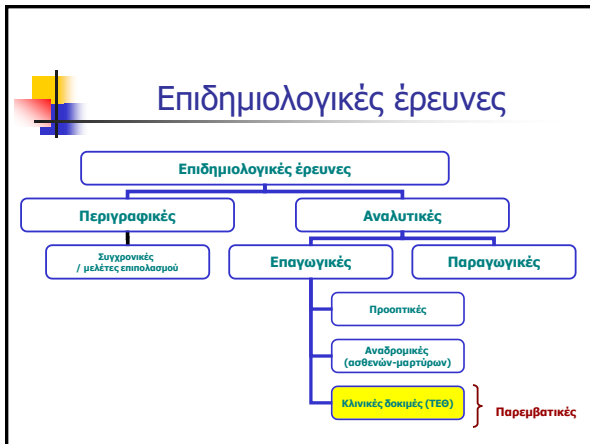 Επιδημιολογικές έρευνες
Επιδημιολογικές έρευνες
Περιγραφικές
Αναλυτικές
Συγχρονικές
/ μελέτες επιπολασμού
Επαγωγικές
Παραγωγικές
Προοπτικές
Αναδρομικές
(ασθενών-μαρτύρων)
Κλινικές δοκιμές (ΤΕΘ)
Παρεμβατικές